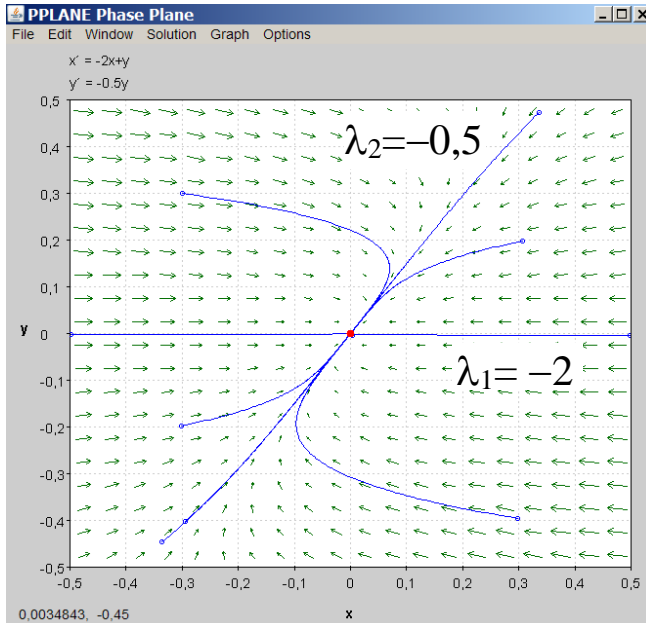 PPLANE Phase Plane
File Edit Window Solution Graph Options
x´ = -2x+y
y´ = -0.5y
0,5
0,4
0,3
0,2
0,1
0
-0,1
-0,2
-0,3
-0,4
-0,5
y
λ₂=−0,5
λ₁= −2
-0,5 -0,4 -0,3 -0,2 -0,1 0 0,1 0,2 0,3 0,4 0,5
x
0,0034843, -0,45